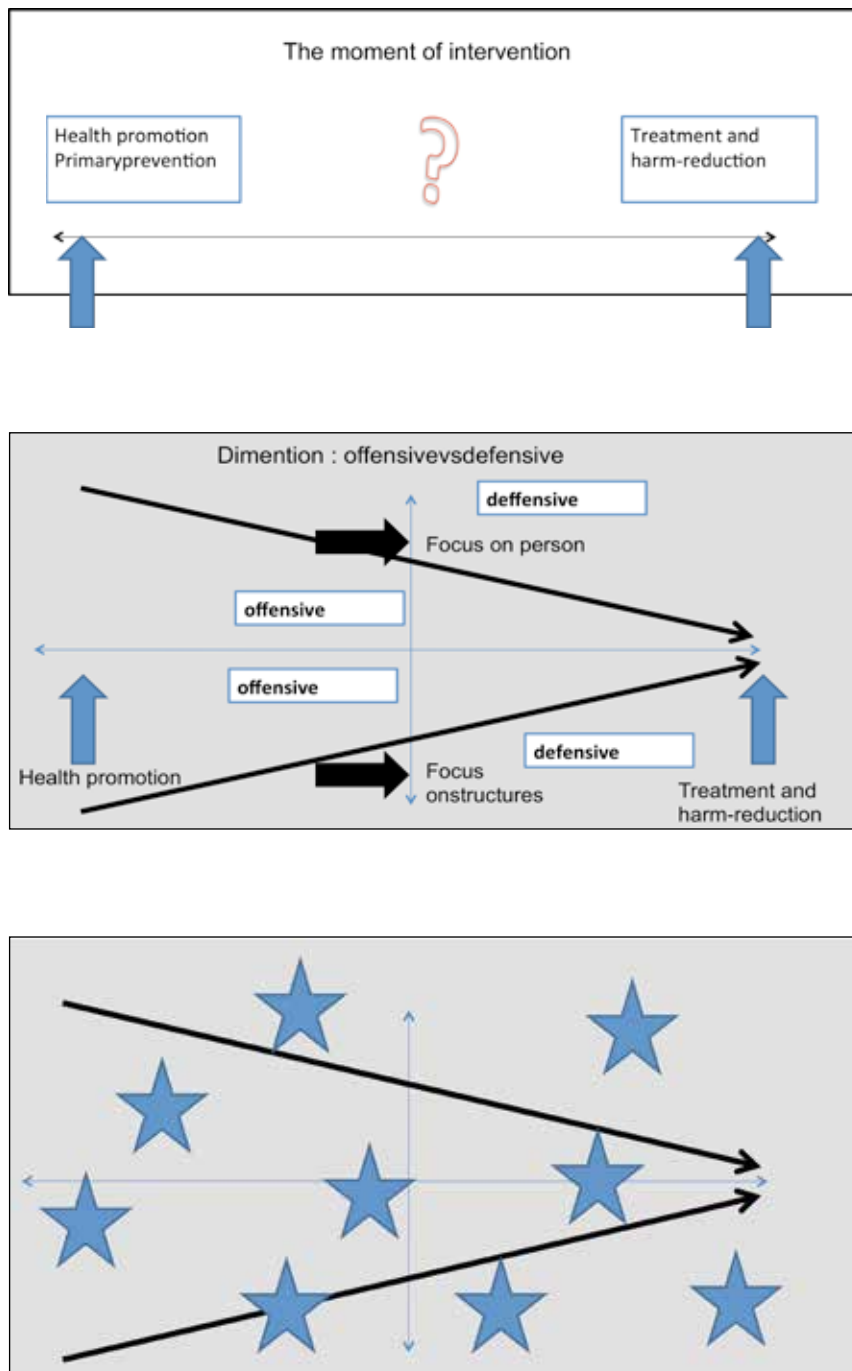 The moment of intervention
Health promotion
Primaryprevention
?
Treatment and
harm-reduction
Dimention : offensivevsdefensive
deffensive
Focus on person
offensive
offensive
defensive
Health promotion
Focus
onstructures
Treatment and
harm-reduction